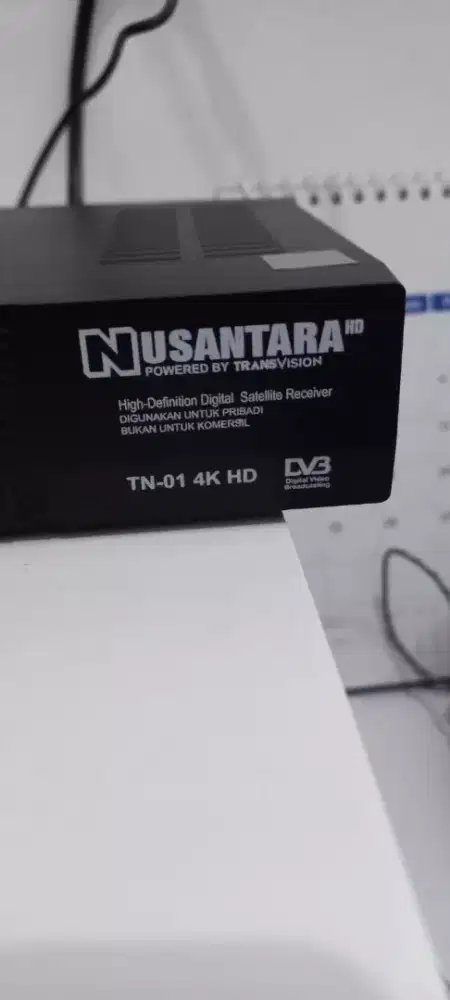 NUSANTARA HD
POWERED BY TRANSVISION
High-Definition Digital Satellite Receiver
DIGUNAKAN UNTUK PRIBADI
BUKAN UNTUK KOMERSIL
TN-01 4K HD
DVB
Digital Video
Broadcasting